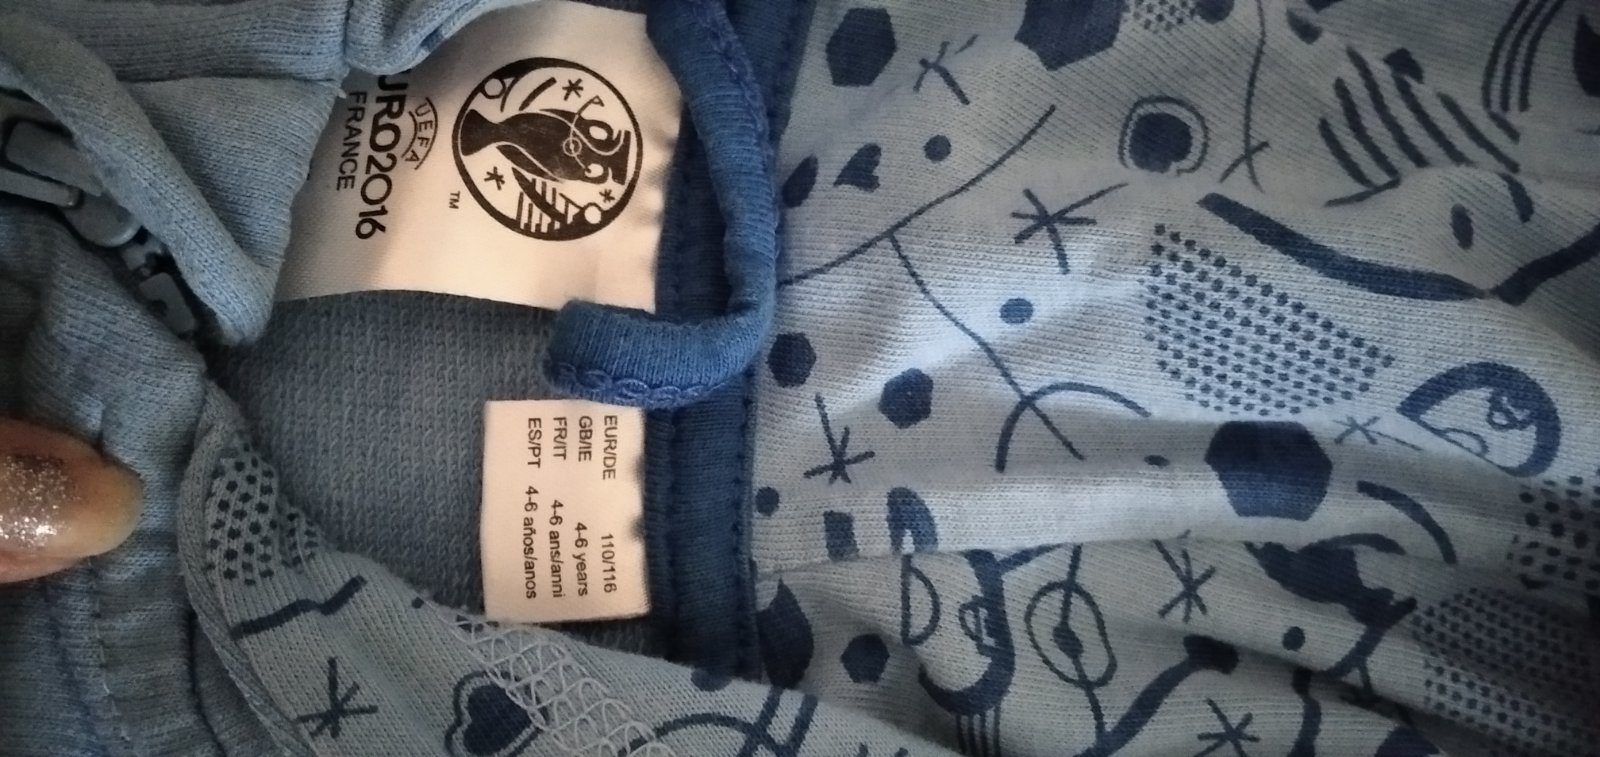 UEFA
URO2016
FRANCE
TM
EUR/DE 110/116
GB/IE 4-6 years
FR/IT 4-6 ans/anni
ES/PT 4-6 años/anos